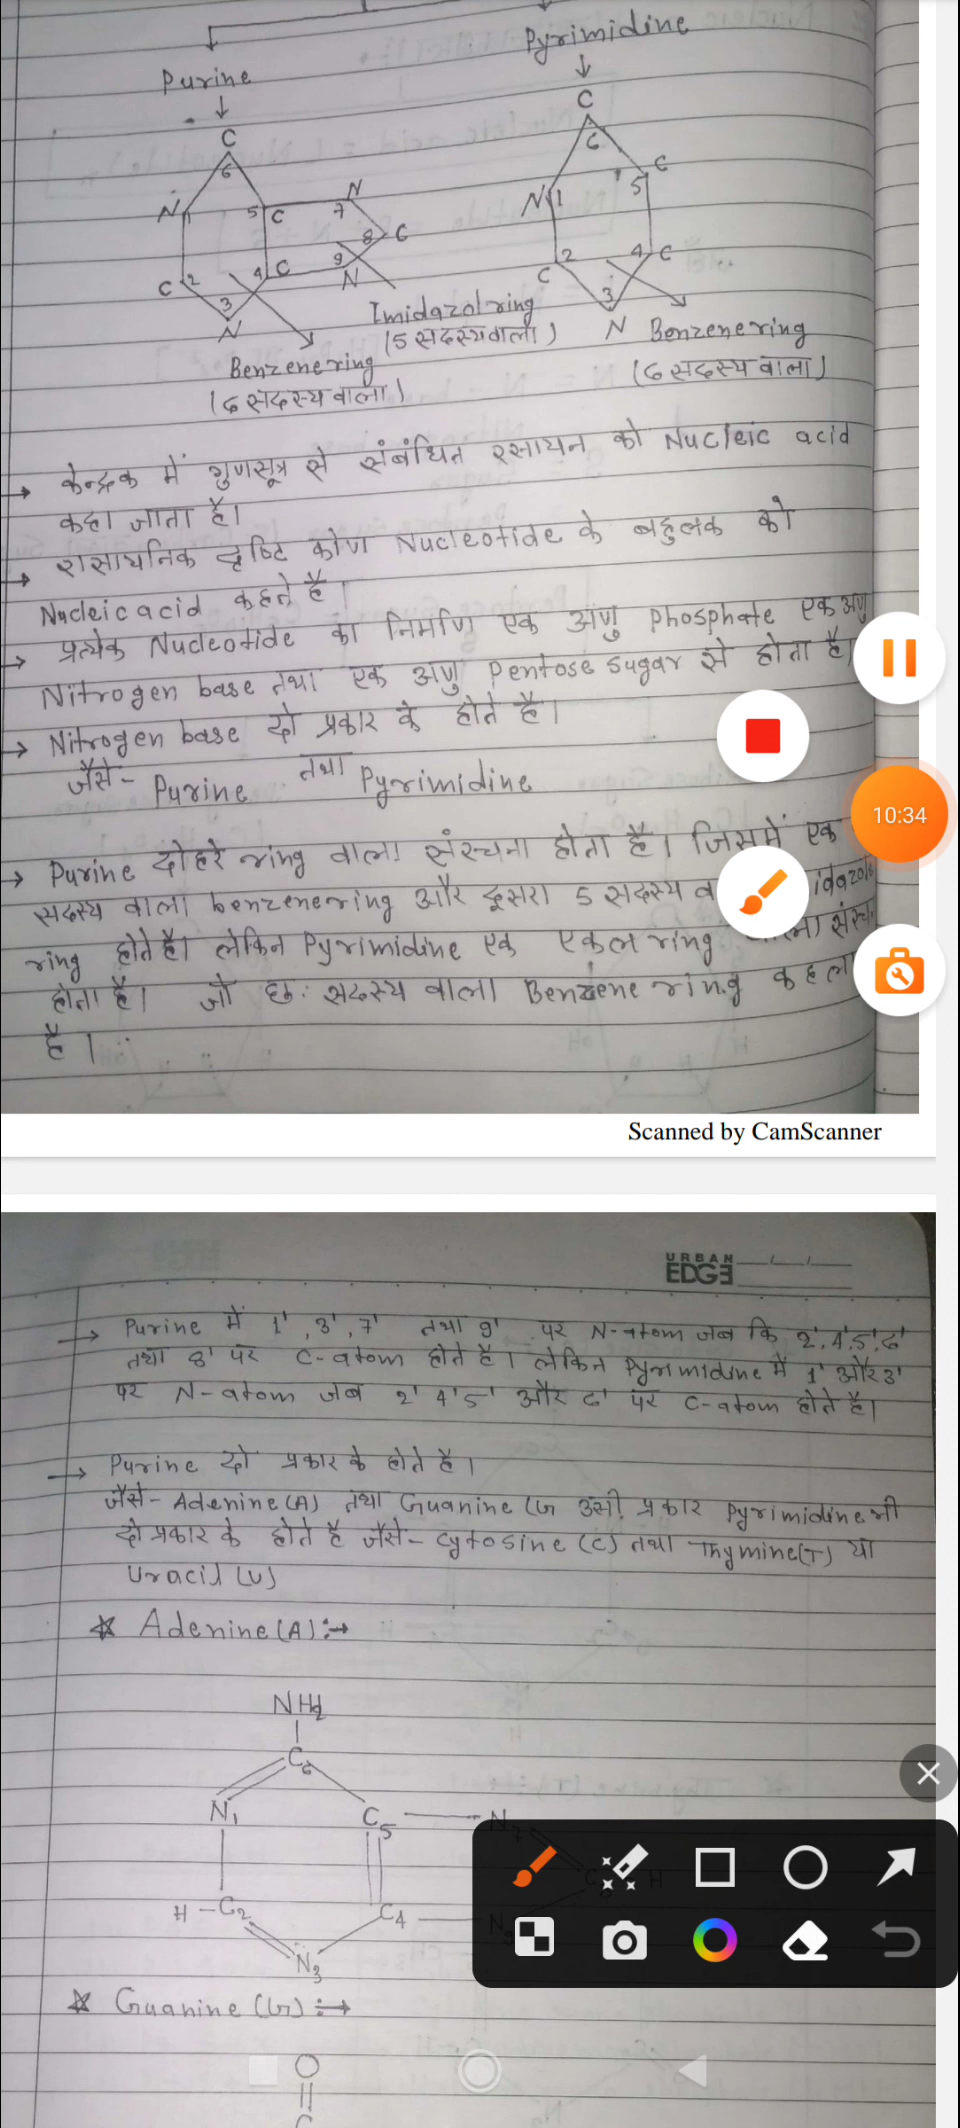 Purine
Pyrimidine
C
6
N
1
5
C
N
7
8
C
C
2
4
C
9
N
3
N
Imidazol ring
(5 सदस्य वाला)
Benzene ring
(6 सदस्य वाला)
C
6
C
5
N
1
2
C
4
C
3
N
Benzene ring
(6 सदस्य वाला)
→ केन्द्रक में गुणसूत्र से संबंधित रसायन को Nucleic acid
कहा जाता है।
→ रासायनिक दृष्टि कोण Nucleotide के बहुलक को
Nucleic acid कहते है।
→ प्रत्येक Nucleotide का निर्माण एक अणु phosphate एक अणु
Nitrogen base तथा एक अणु pentose sugar से होता है।
→ Nitrogen base दो प्रकार के होते है।
जैसे- Purine तथा Pyrimidine
→ Purine दोहरे ring वाला संरचना होता है। जिसमें एक
सदस्य वाला benzene ring और दूसरा 5 सदस्य व idazole
ring होते है। लेकिन Pyrimidine एक एकल ring
होता है। जो छः सदस्य वाला Benzene ring कहला
है।
10:34
Scanned by CamScanner
URBAN
EDGE
→ Purine में 1', 3', 7' तथा 9' पर N-atom जब कि 2', 4', 5', 6'
तथा 8' पर C-atom होते है। लेकिन Pyrimidine में 1' और 3'
पर N-atom जब 2' 4' 5' और 6' पर C-atom होते है।
→ Purine दो प्रकार के होते है।
जैसे- Adenine (A) तथा Guanine (G उसी प्रकार Pyrimidine भी
दो प्रकार के होते है जैसे- Cytosine (C) तथा Thymine(T) या
Uracil (U)
* Adenine (A) :→
NH2
C6
N1
C5
N7
H
H - C2
C4
N3
* Guanine (G) :→
O
C